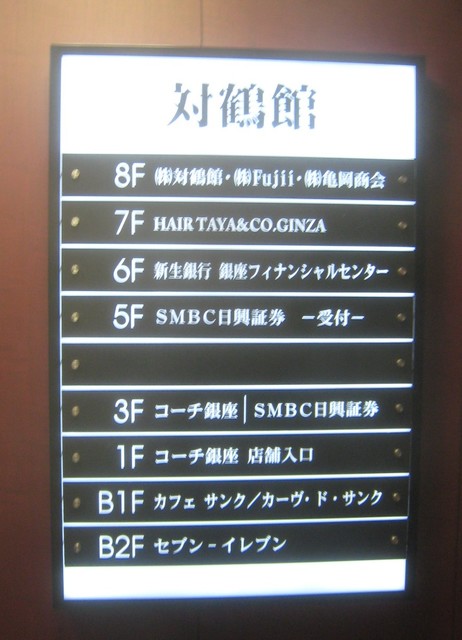 対鶴館
8F ㈱対鶴館・㈱Fujii・㈱亀岡商会
7F HAIR TAYA&CO.GINZA
6F 新生銀行 銀座フィナンシャルセンター
5F SMBC日興証券 －受付－
3F コーチ銀座│SMBC日興証券
1F コーチ銀座 店舗入口
B1F カフェ サンク／カーヴ・ド・サンク
B2F セブン－イレブン